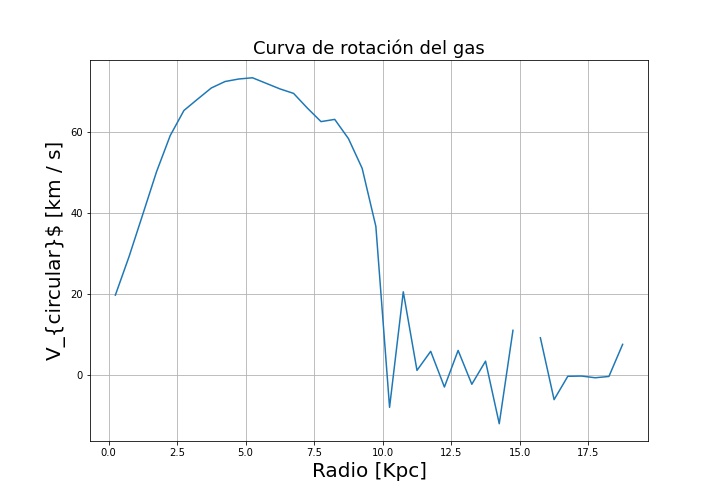 Curva de rotación del gas
V_{circular}$ [km / s]
60
40
20
0
0.0 2.5 5.0 7.5 10.0 12.5 15.0 17.5
Radio [Kpc]